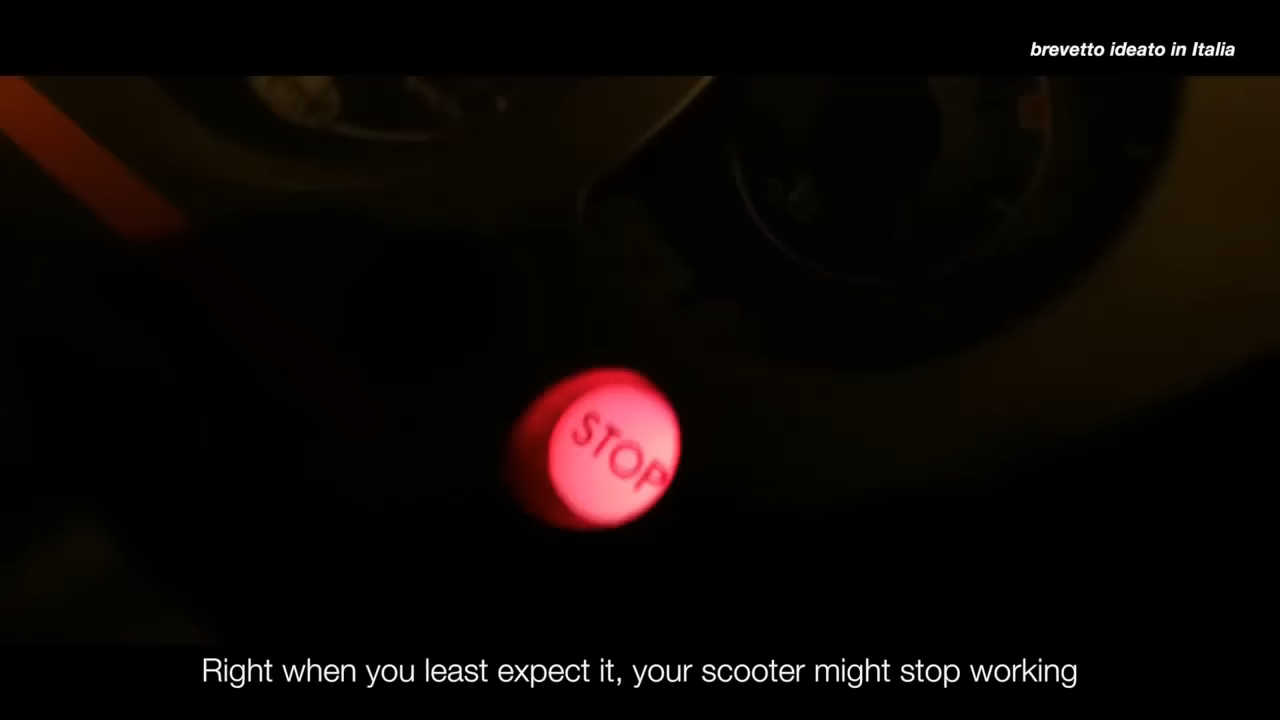 brevetto ideato in Italia
STOP
Right when you least expect it, your scooter might stop working